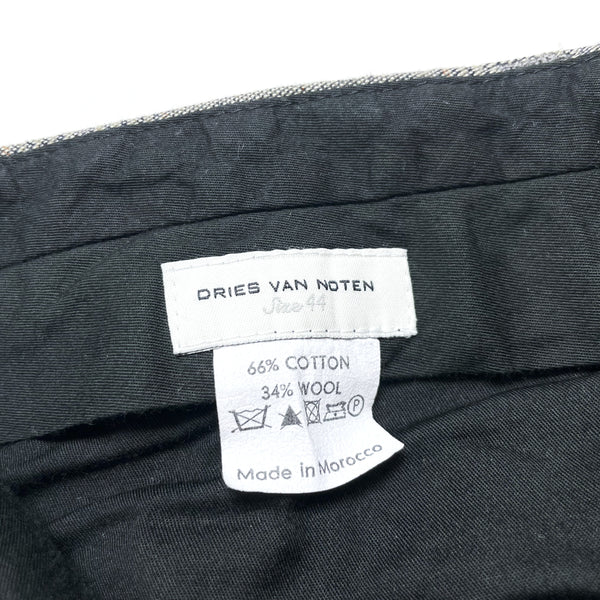 DRIES VAN NOTEN
Size 44
66% COTTON
34% WOOL
Made in Morocco